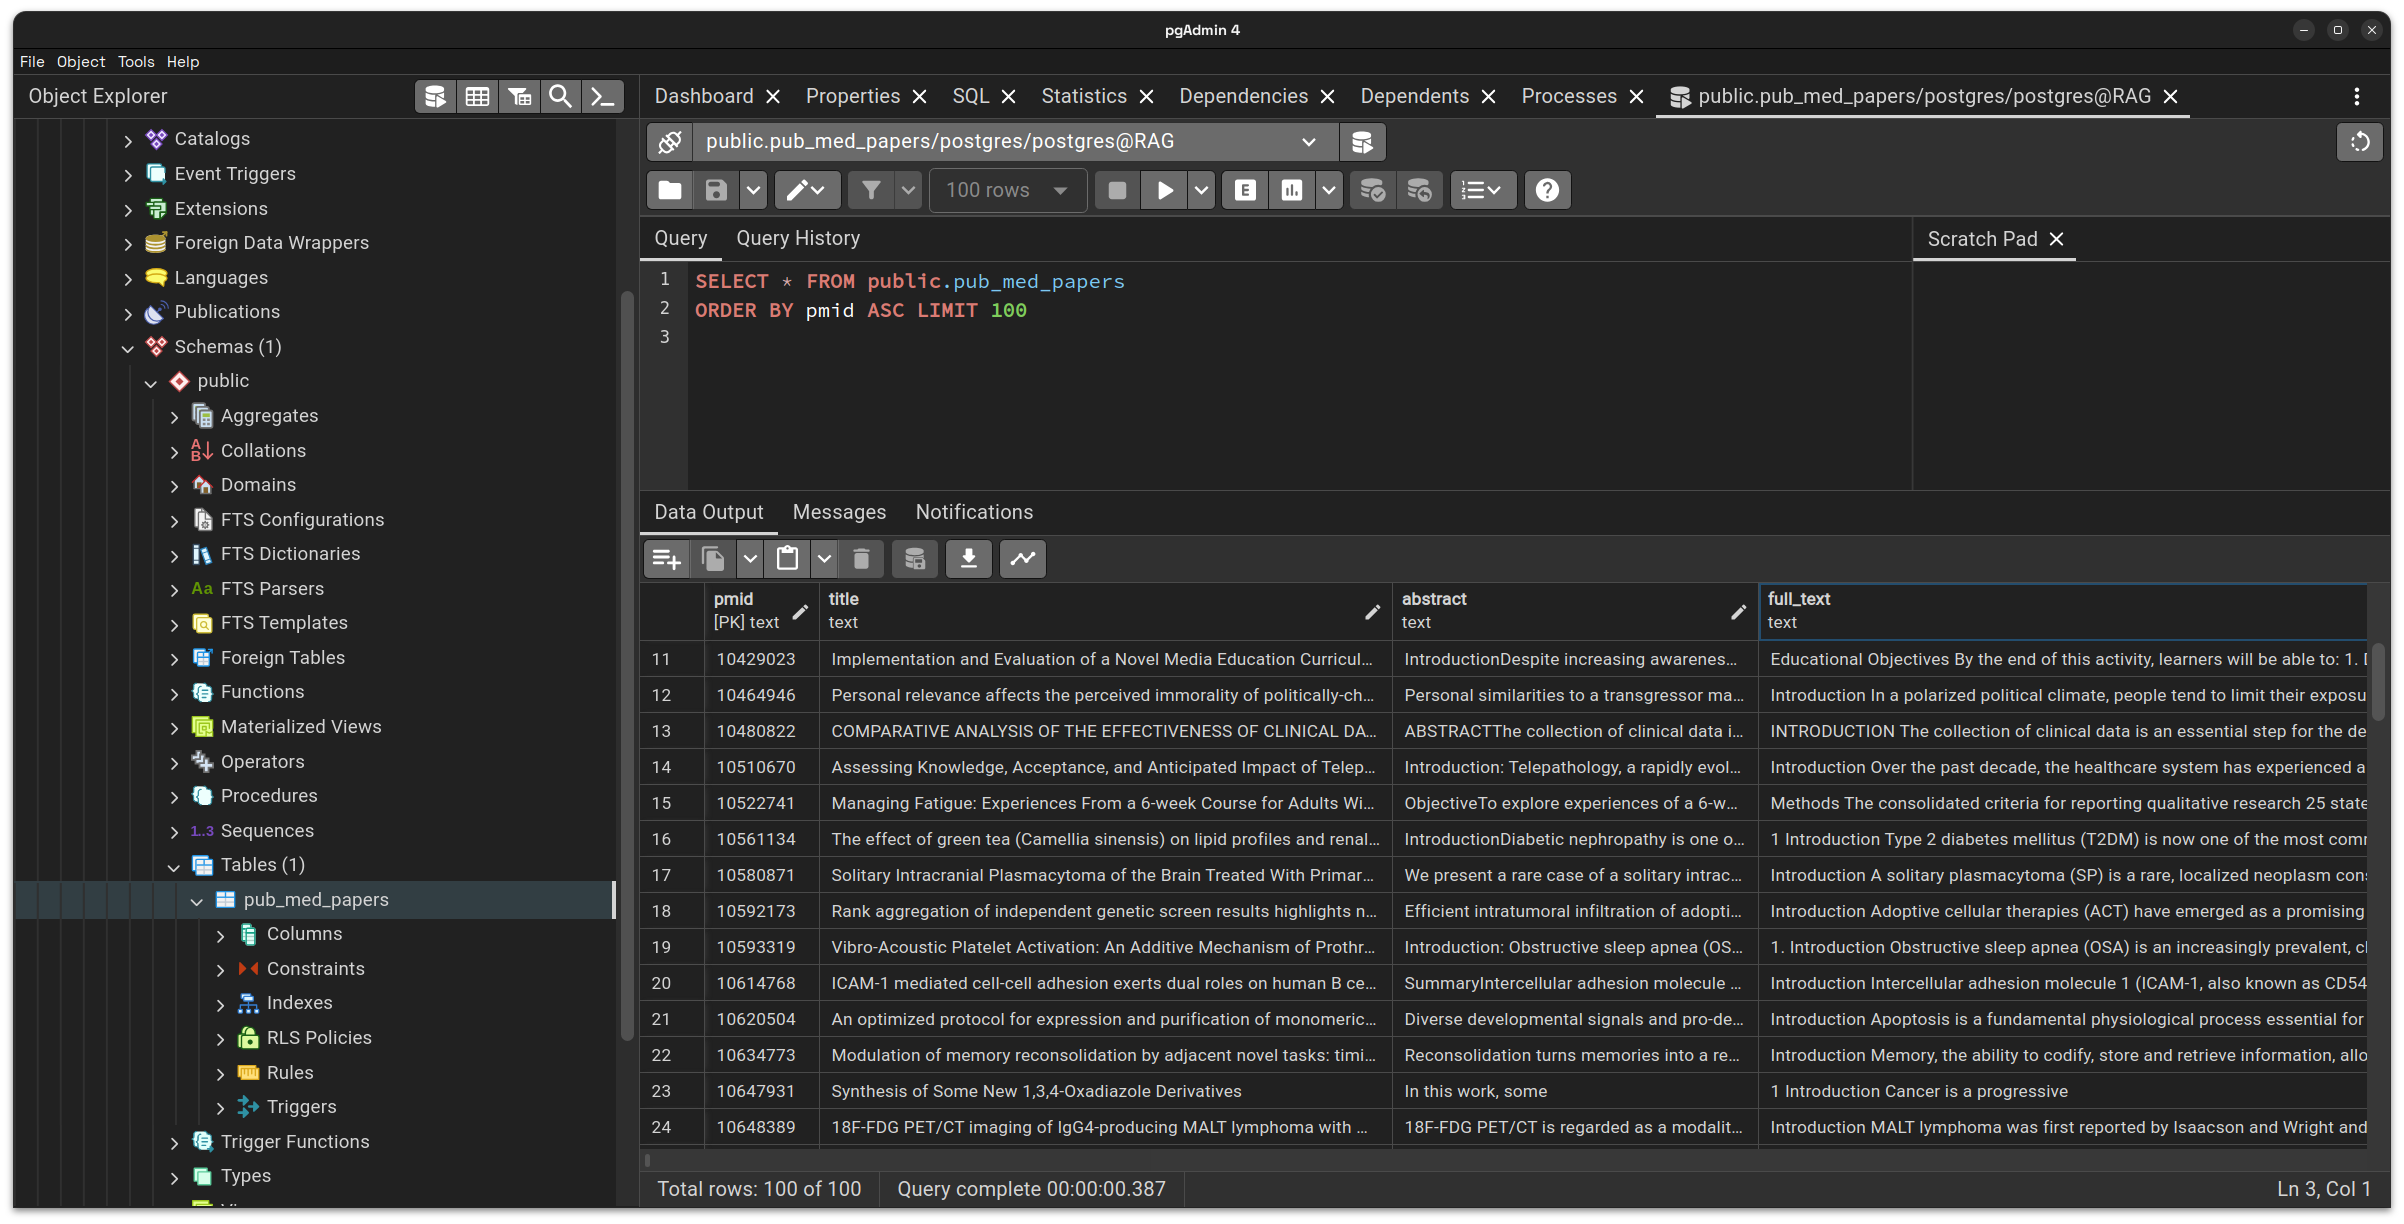 pgAdmin 4
File Object Tools Help
Object Explorer
Dashboard Properties SQL Statistics Dependencies Dependents Processes public.pub_med_papers/postgres/postgres@RAG
Catalogs
Event Triggers
Extensions
Foreign Data Wrappers
Languages
Publications
Schemas (1)
public
Aggregates
Collations
Domains
FTS Configurations
FTS Dictionaries
Aa FTS Parsers
FTS Templates
Foreign Tables
Functions
Materialized Views
Operators
Procedures
1..3 Sequences
Tables (1)
pub_med_papers
Columns
Constraints
Indexes
RLS Policies
Rules
Triggers
Trigger Functions
Types
public.pub_med_papers/postgres/postgres@RAG
100 rows E
Query Query History Scratch Pad
1 SELECT * FROM public.pub_med_papers
2 ORDER BY pmid ASC LIMIT 100
3
Data Output Messages Notifications
pmid title abstract full_text
[PK] text text text text
11 10429023 Implementation and Evaluation of a Novel Media Education Curricul... IntroductionDespite increasing awarenes... Educational Objectives By the end of this activity, learners will be able to: 1.
12 10464946 Personal relevance affects the perceived immorality of politically-ch... Personal similarities to a transgressor ma... Introduction In a polarized political climate, people tend to limit their exposu
13 10480822 COMPARATIVE ANALYSIS OF THE EFFECTIVENESS OF CLINICAL DA... ABSTRACTThe collection of clinical data i... INTRODUCTION The collection of clinical data is an essential step for the de
14 10510670 Assessing Knowledge, Acceptance, and Anticipated Impact of Telep... Introduction: Telepathology, a rapidly evol... Introduction Over the past decade, the healthcare system has experienced a
15 10522741 Managing Fatigue: Experiences From a 6-week Course for Adults Wi... ObjectiveTo explore experiences of a 6-w... Methods The consolidated criteria for reporting qualitative research 25 state
16 10561134 The effect of green tea (Camellia sinensis) on lipid profiles and renal... IntroductionDiabetic nephropathy is one o... 1 Introduction Type 2 diabetes mellitus (T2DM) is now one of the most com
17 10580871 Solitary Intracranial Plasmacytoma of the Brain Treated With Primar... We present a rare case of a solitary intrac... Introduction A solitary plasmacytoma (SP) is a rare, localized neoplasm con
18 10592173 Rank aggregation of independent genetic screen results highlights n... Efficient intratumoral infiltration of adopti... Introduction Adoptive cellular therapies (ACT) have emerged as a promising
19 10593319 Vibro-Acoustic Platelet Activation: An Additive Mechanism of Prothr... Introduction: Obstructive sleep apnea (OS... 1. Introduction Obstructive sleep apnea (OSA) is an increasingly prevalent, c
20 10614768 ICAM-1 mediated cell-cell adhesion exerts dual roles on human B ce... SummaryIntercellular adhesion molecule ... Introduction Intercellular adhesion molecule 1 (ICAM-1, also known as CD54
21 10620504 An optimized protocol for expression and purification of monomeric... Diverse developmental signals and pro-de... Introduction Apoptosis is a fundamental physiological process essential for
22 10634773 Modulation of memory reconsolidation by adjacent novel tasks: timi... Reconsolidation turns memories into a re... Introduction Memory, the ability to codify, store and retrieve information, allo
23 10647931 Synthesis of Some New 1,3,4-Oxadiazole Derivatives In this work, some 1 Introduction Cancer is a progressive
24 10648389 18F-FDG PET/CT imaging of IgG4-producing MALT lymphoma with ... 18F-FDG PET/CT is regarded as a modalit... Introduction MALT lymphoma was first reported by Isaacson and Wright and
Total rows: 100 of 100 Query complete 00:00:00.387 Ln 3, Col 1